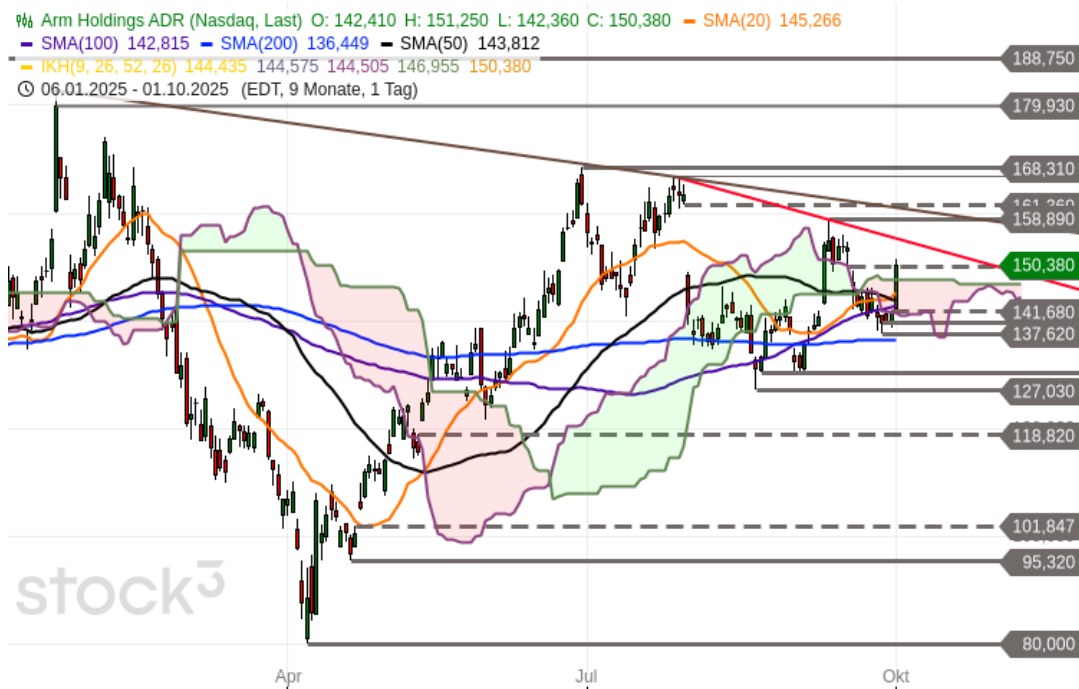 Arm Holdings ADR (Nasdaq, Last) O: 142,410 H: 151,250 L: 142,360 C: 150,380 SMA(20) 145,266
SMA(100) 142,815 SMA(200) 136,449 SMA(50) 143,812
IKH(9, 26, 52, 26) 144,435 144,575 144,505 146,955 150,380
06.01.2025 - 01.10.2025 (EDT, 9 Monate, 1 Tag)
188,750
179,930
168,310
161,260
158,890
150,380
141,680
137,620
127,030
118,820
101,847
95,320
80,000
stock3
Apr Jul Okt